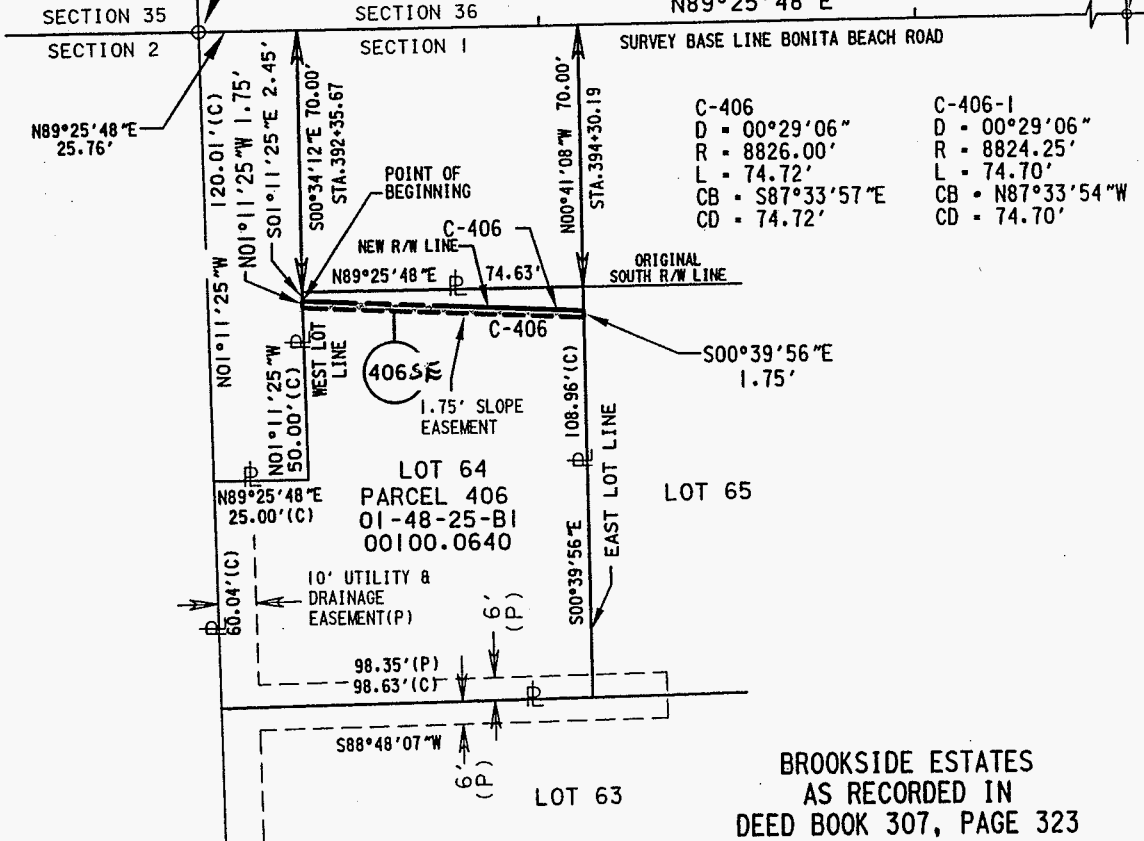 SECTION 35
SECTION 36
N89°25'48"E
SECTION 2
SECTION 1
SURVEY BASE LINE BONITA BEACH ROAD
N89°25'48"E
25.76'
120.01'(C)
N01°11'25"W
N01°11'25"W 1.75'
S01°11'25"E 2.45'
S00°34'12"E 70.00'
STA.392+35.67
N00°41'08"W 70.00'
STA.394+30.19
C-406
D = 00°29'06"
R = 8826.00'
L = 74.72'
CB = S87°33'57"E
CD = 74.72'
C-406-1
D = 00°29'06"
R = 8824.25'
L = 74.70'
CB = N87°33'54"W
CD = 74.70'
POINT OF
BEGINNING
C-406
NEW R/W LINE
N89°25'48"E 74.63'
ORIGINAL
SOUTH R/W LINE
C-406
S00°39'56"E
1.75'
WEST LOT
LINE
406SE
1.75' SLOPE
EASEMENT
N01°11'25"W
50.00'(C)
108.96'(C)
S00°39'56"E
EAST LOT LINE
LOT 64
PARCEL 406
01-48-25-B1
00100.0640
LOT 65
N89°25'48"E
25.00'(C)
60.04'(C)
10' UTILITY &
DRAINAGE
EASEMENT(P)
6'
(P)
98.35'(P)
98.63'(C)
S88°48'07"W
6'
(P)
LOT 63
BROOKSIDE ESTATES
AS RECORDED IN
DEED BOOK 307, PAGE 323